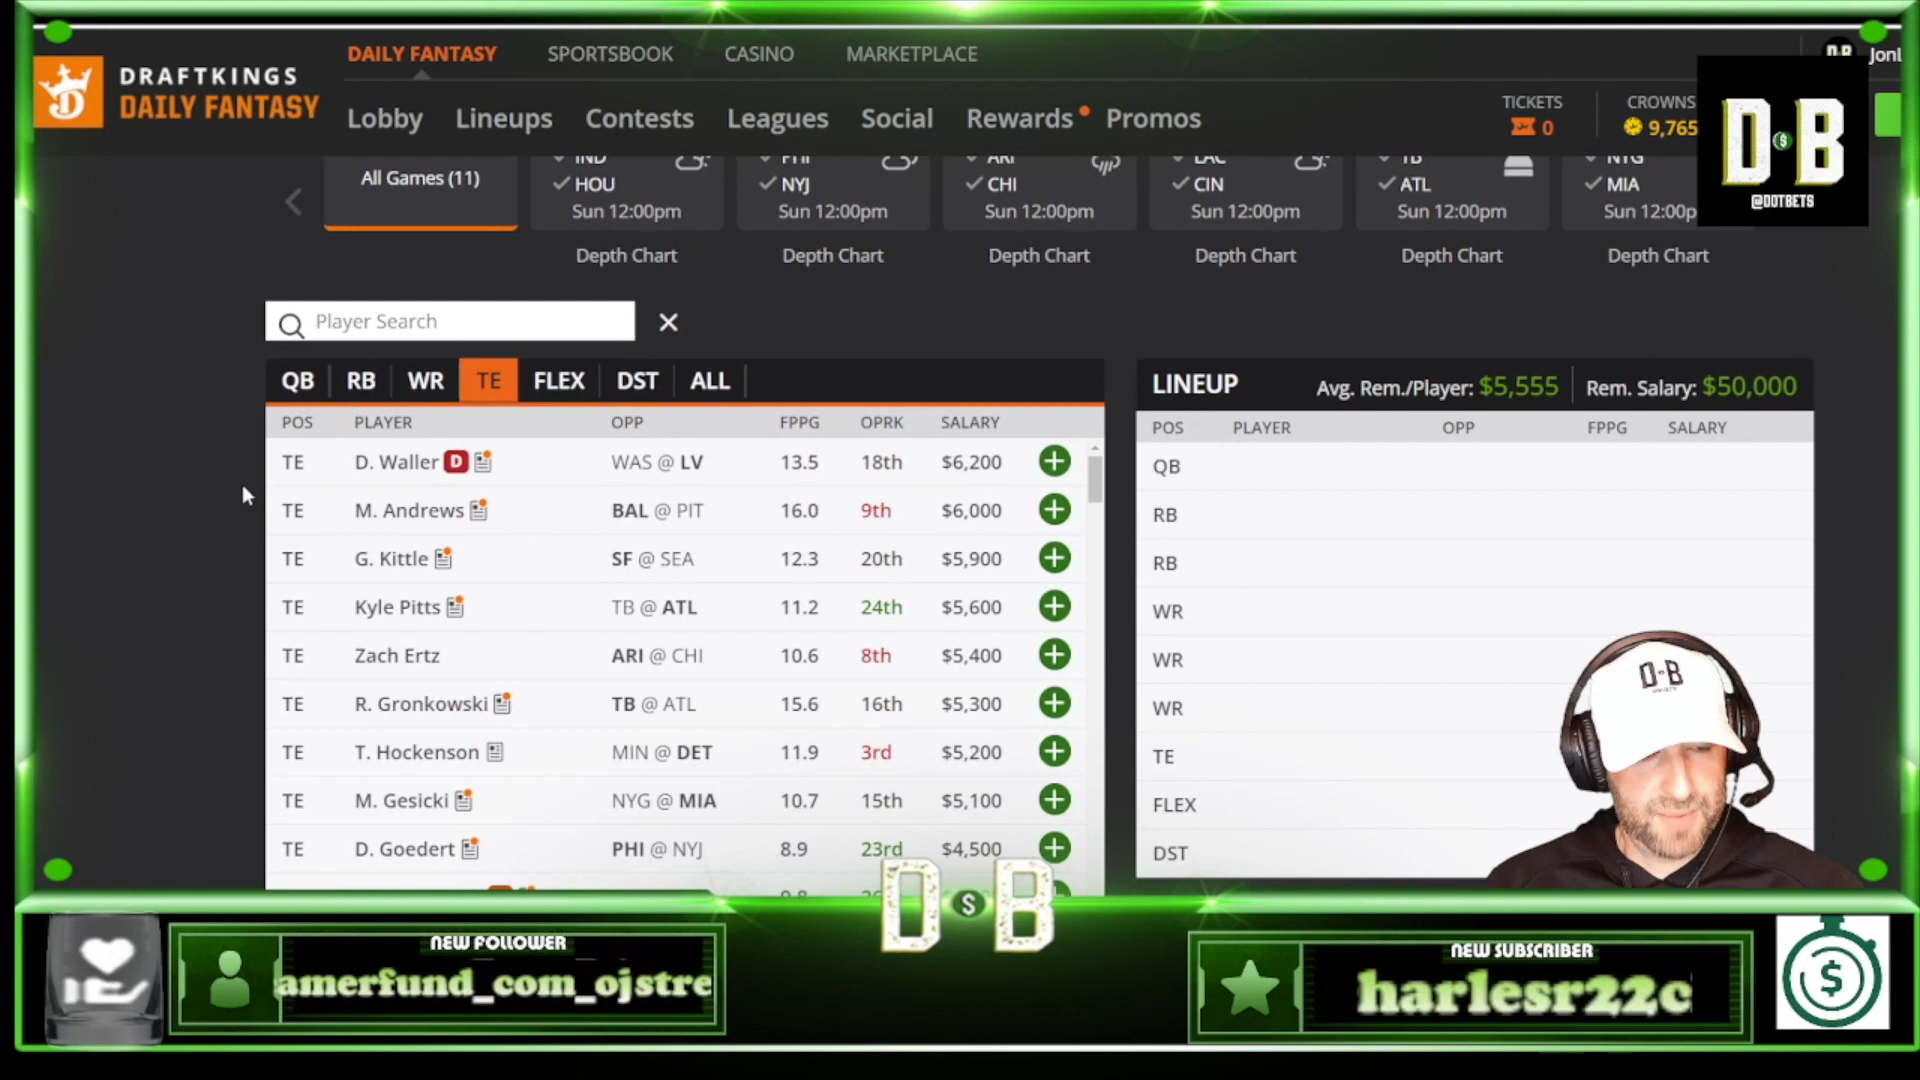 DAILY FANTASY SPORTSBOOK CASINO MARKETPLACE
DRAFTKINGS
DAILY FANTASY
Lobby Lineups Contests Leagues Social Rewards Promos
TICKETS
0
CROWNS
9,765
D $ B
@DOTBETS
All Games (11)
IND
HOU
Sun 12:00pm
PHI
NYJ
Sun 12:00pm
ARI
CHI
Sun 12:00pm
LAC
CIN
Sun 12:00pm
TB
ATL
Sun 12:00pm
NYG
MIA
Depth Chart Depth Chart Depth Chart Depth Chart Depth Chart Depth Chart
Player Search
QB RB WR TE FLEX DST ALL
POS PLAYER OPP FPPG OPRK SALARY
TE D. Waller D WAS @ LV 13.5 18th $6,200
TE M. Andrews BAL @ PIT 16.0 9th $6,000
TE G. Kittle SF @ SEA 12.3 20th $5,900
TE Kyle Pitts TB @ ATL 11.2 24th $5,600
TE Zach Ertz ARI @ CHI 10.6 8th $5,400
TE R. Gronkowski TB @ ATL 15.6 16th $5,300
TE T. Hockenson MIN @ DET 11.9 3rd $5,200
TE M. Gesicki NYG @ MIA 10.7 15th $5,100
TE D. Goedert PHI @ NYJ 8.9 23rd $4,500
LINEUP Avg. Rem./Player: $5,555 Rem. Salary: $50,000
POS PLAYER OPP FPPG SALARY
QB
RB
RB
WR
WR
WR
TE
FLEX
DST
D B
D $ B
NEW FOLLOWER
amerfund_com_ojstre
NEW SUBSCRIBER
harlesr22c
$